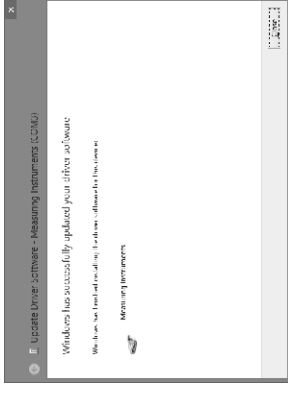 Update Driver Software - Measuring Instruments (COM3)
Windows has successfully updated your driver software
Windows has finished installing the driver software for this device:
Measuring Instruments
Close